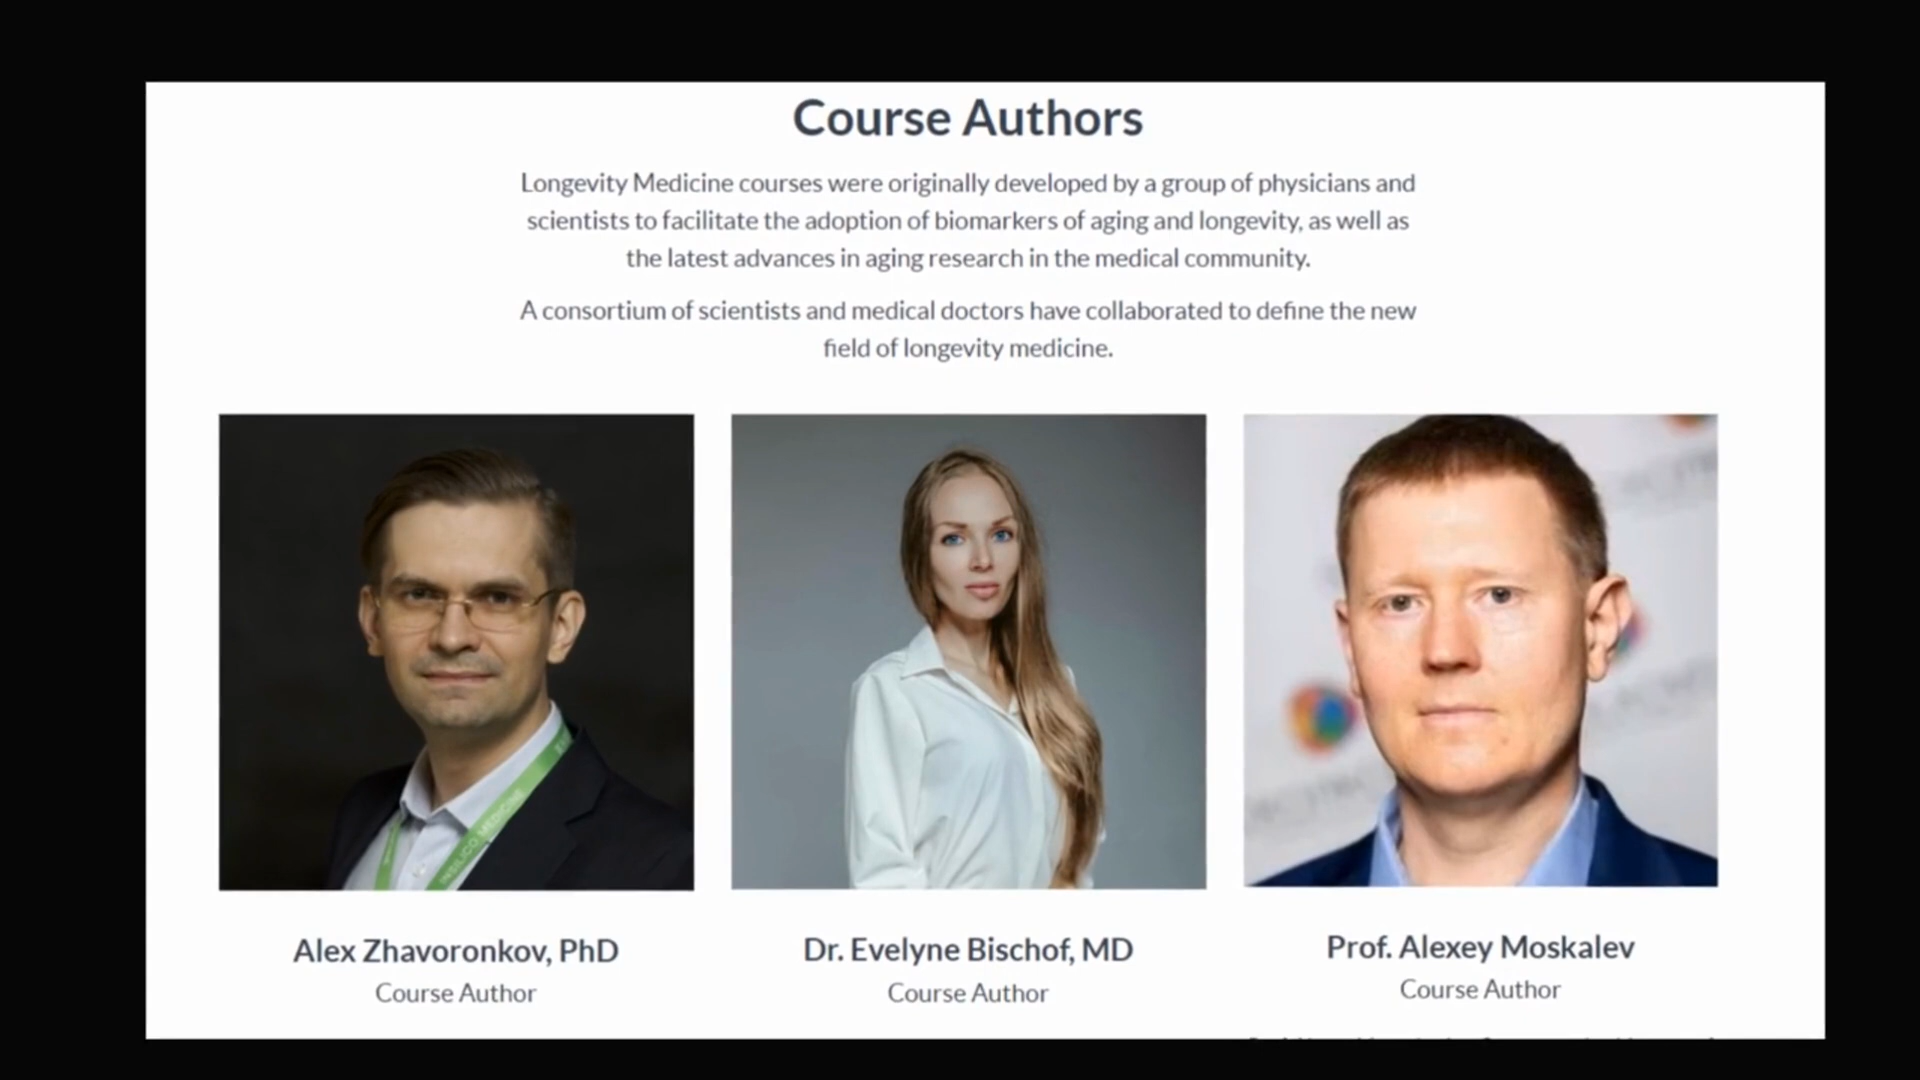 Course Authors
Longevity Medicine courses were originally developed by a group of physicians and
scientists to facilitate the adoption of biomarkers of aging and longevity, as well as
the latest advances in aging research in the medical community.
A consortium of scientists and medical doctors have collaborated to define the new
field of longevity medicine.
INSILICO MEDICINE
Alex Zhavoronkov, PhD
Course Author
Dr. Evelyne Bischof, MD
Course Author
Prof. Alexey Moskalev
Course Author